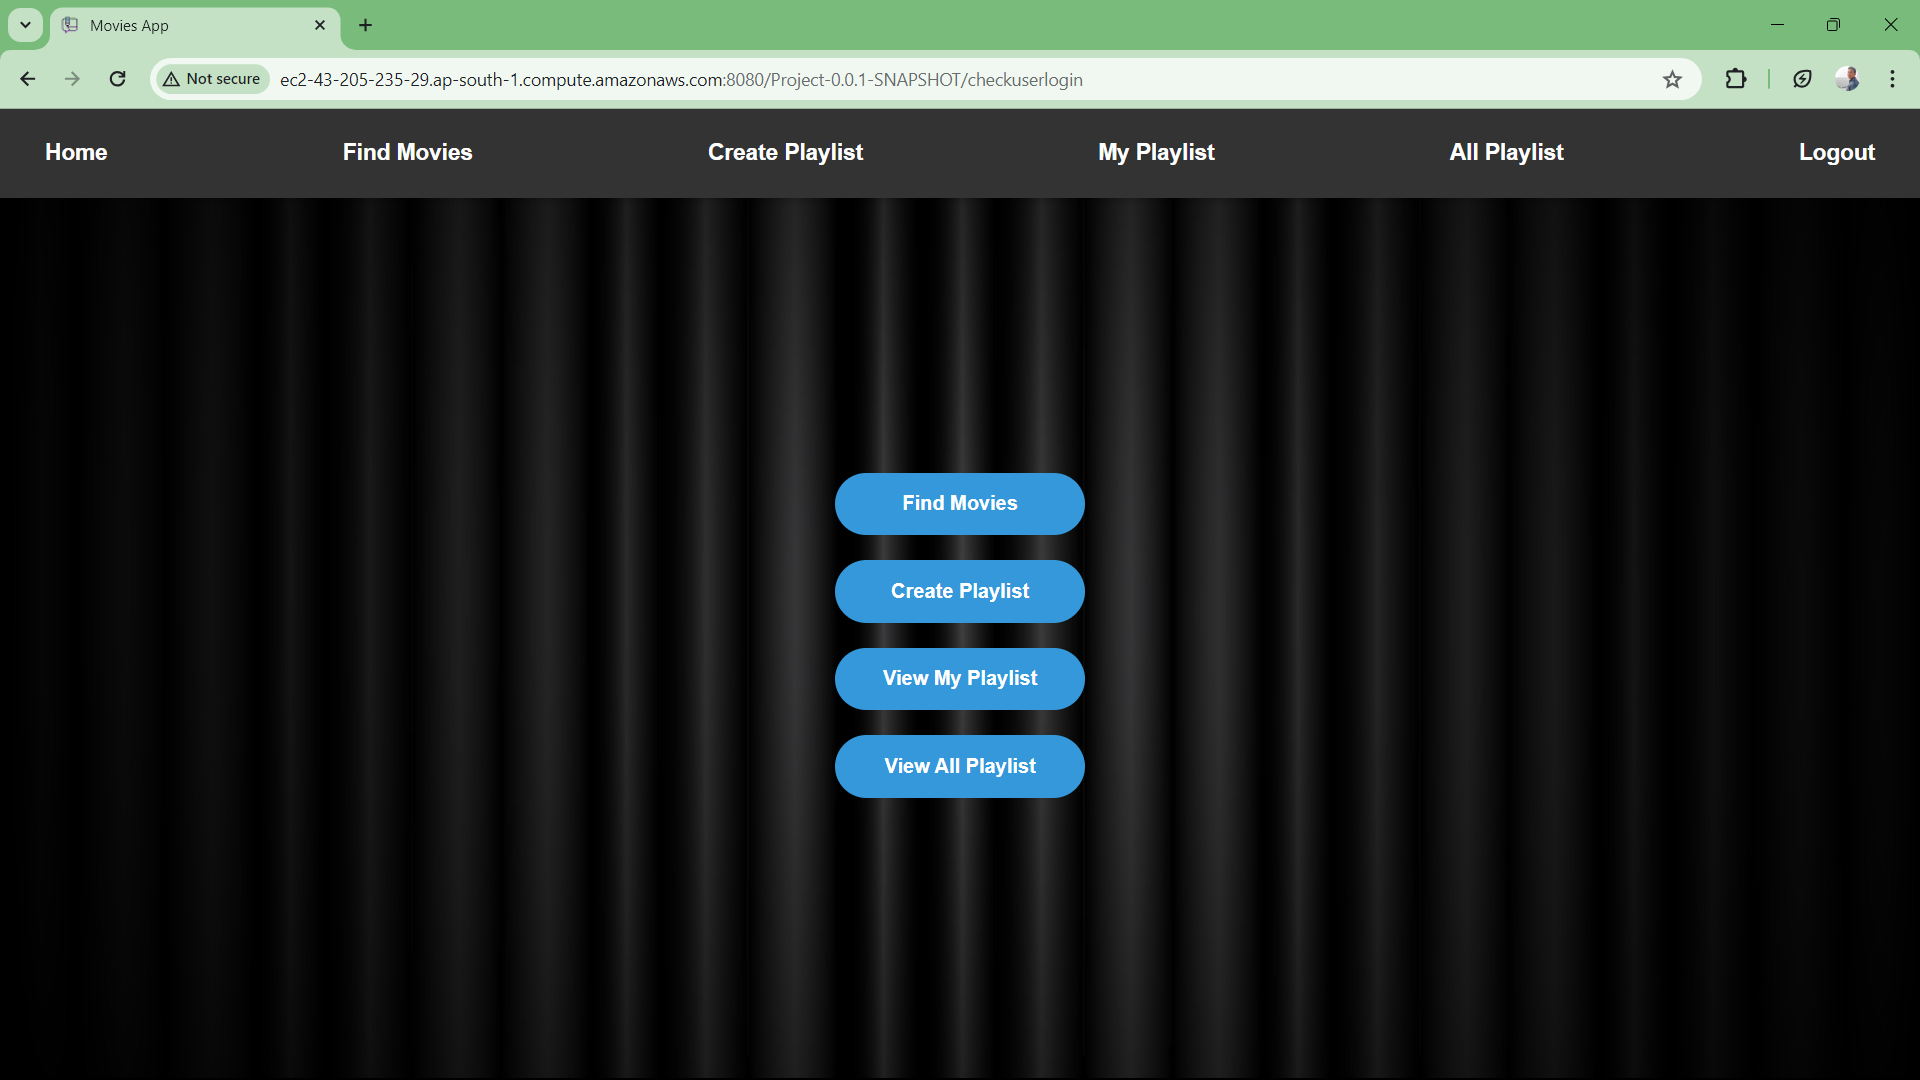 Movies App
Not secure ec2-43-205-235-29.ap-south-1.compute.amazonaws.com:8080/Project-0.0.1-SNAPSHOT/checkuserlogin
Home Find Movies Create Playlist My Playlist All Playlist Logout
Find Movies
Create Playlist
View My Playlist
View All Playlist